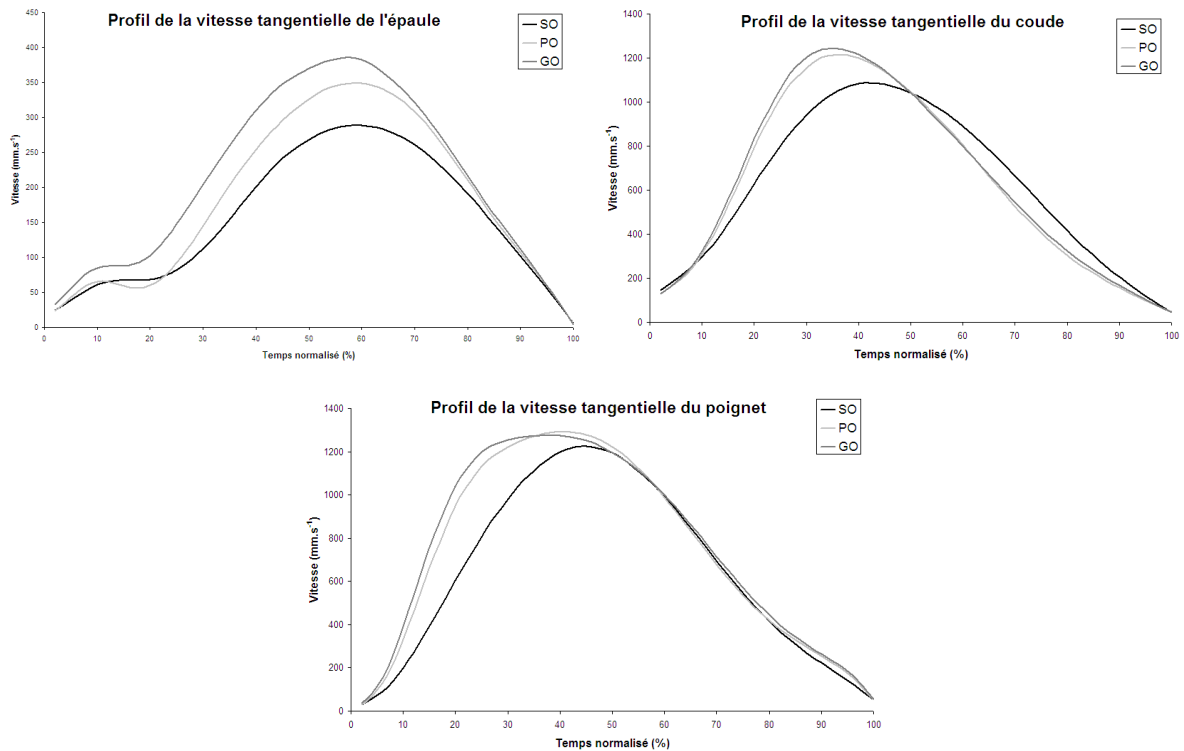 Profil de la vitesse tangentielle de l'épaule
SO
PO
GO
Vitesse (mm.s-1)
450
400
350
300
250
200
150
100
50
0
0 10 20 30 40 50 60 70 80 90 100
Temps normalisé (%)
Profil de la vitesse tangentielle du coude
SO
PO
GO
Vitesse (mm.s-1)
1400
1200
1000
800
600
400
200
0
0 10 20 30 40 50 60 70 80 90 100
Temps normalisé (%)
Profil de la vitesse tangentielle du poignet
SO
PO
GO
Vitesse (mm.s-1)
1400
1200
1000
800
600
400
200
0
0 10 20 30 40 50 60 70 80 90 100
Temps normalisé (%)